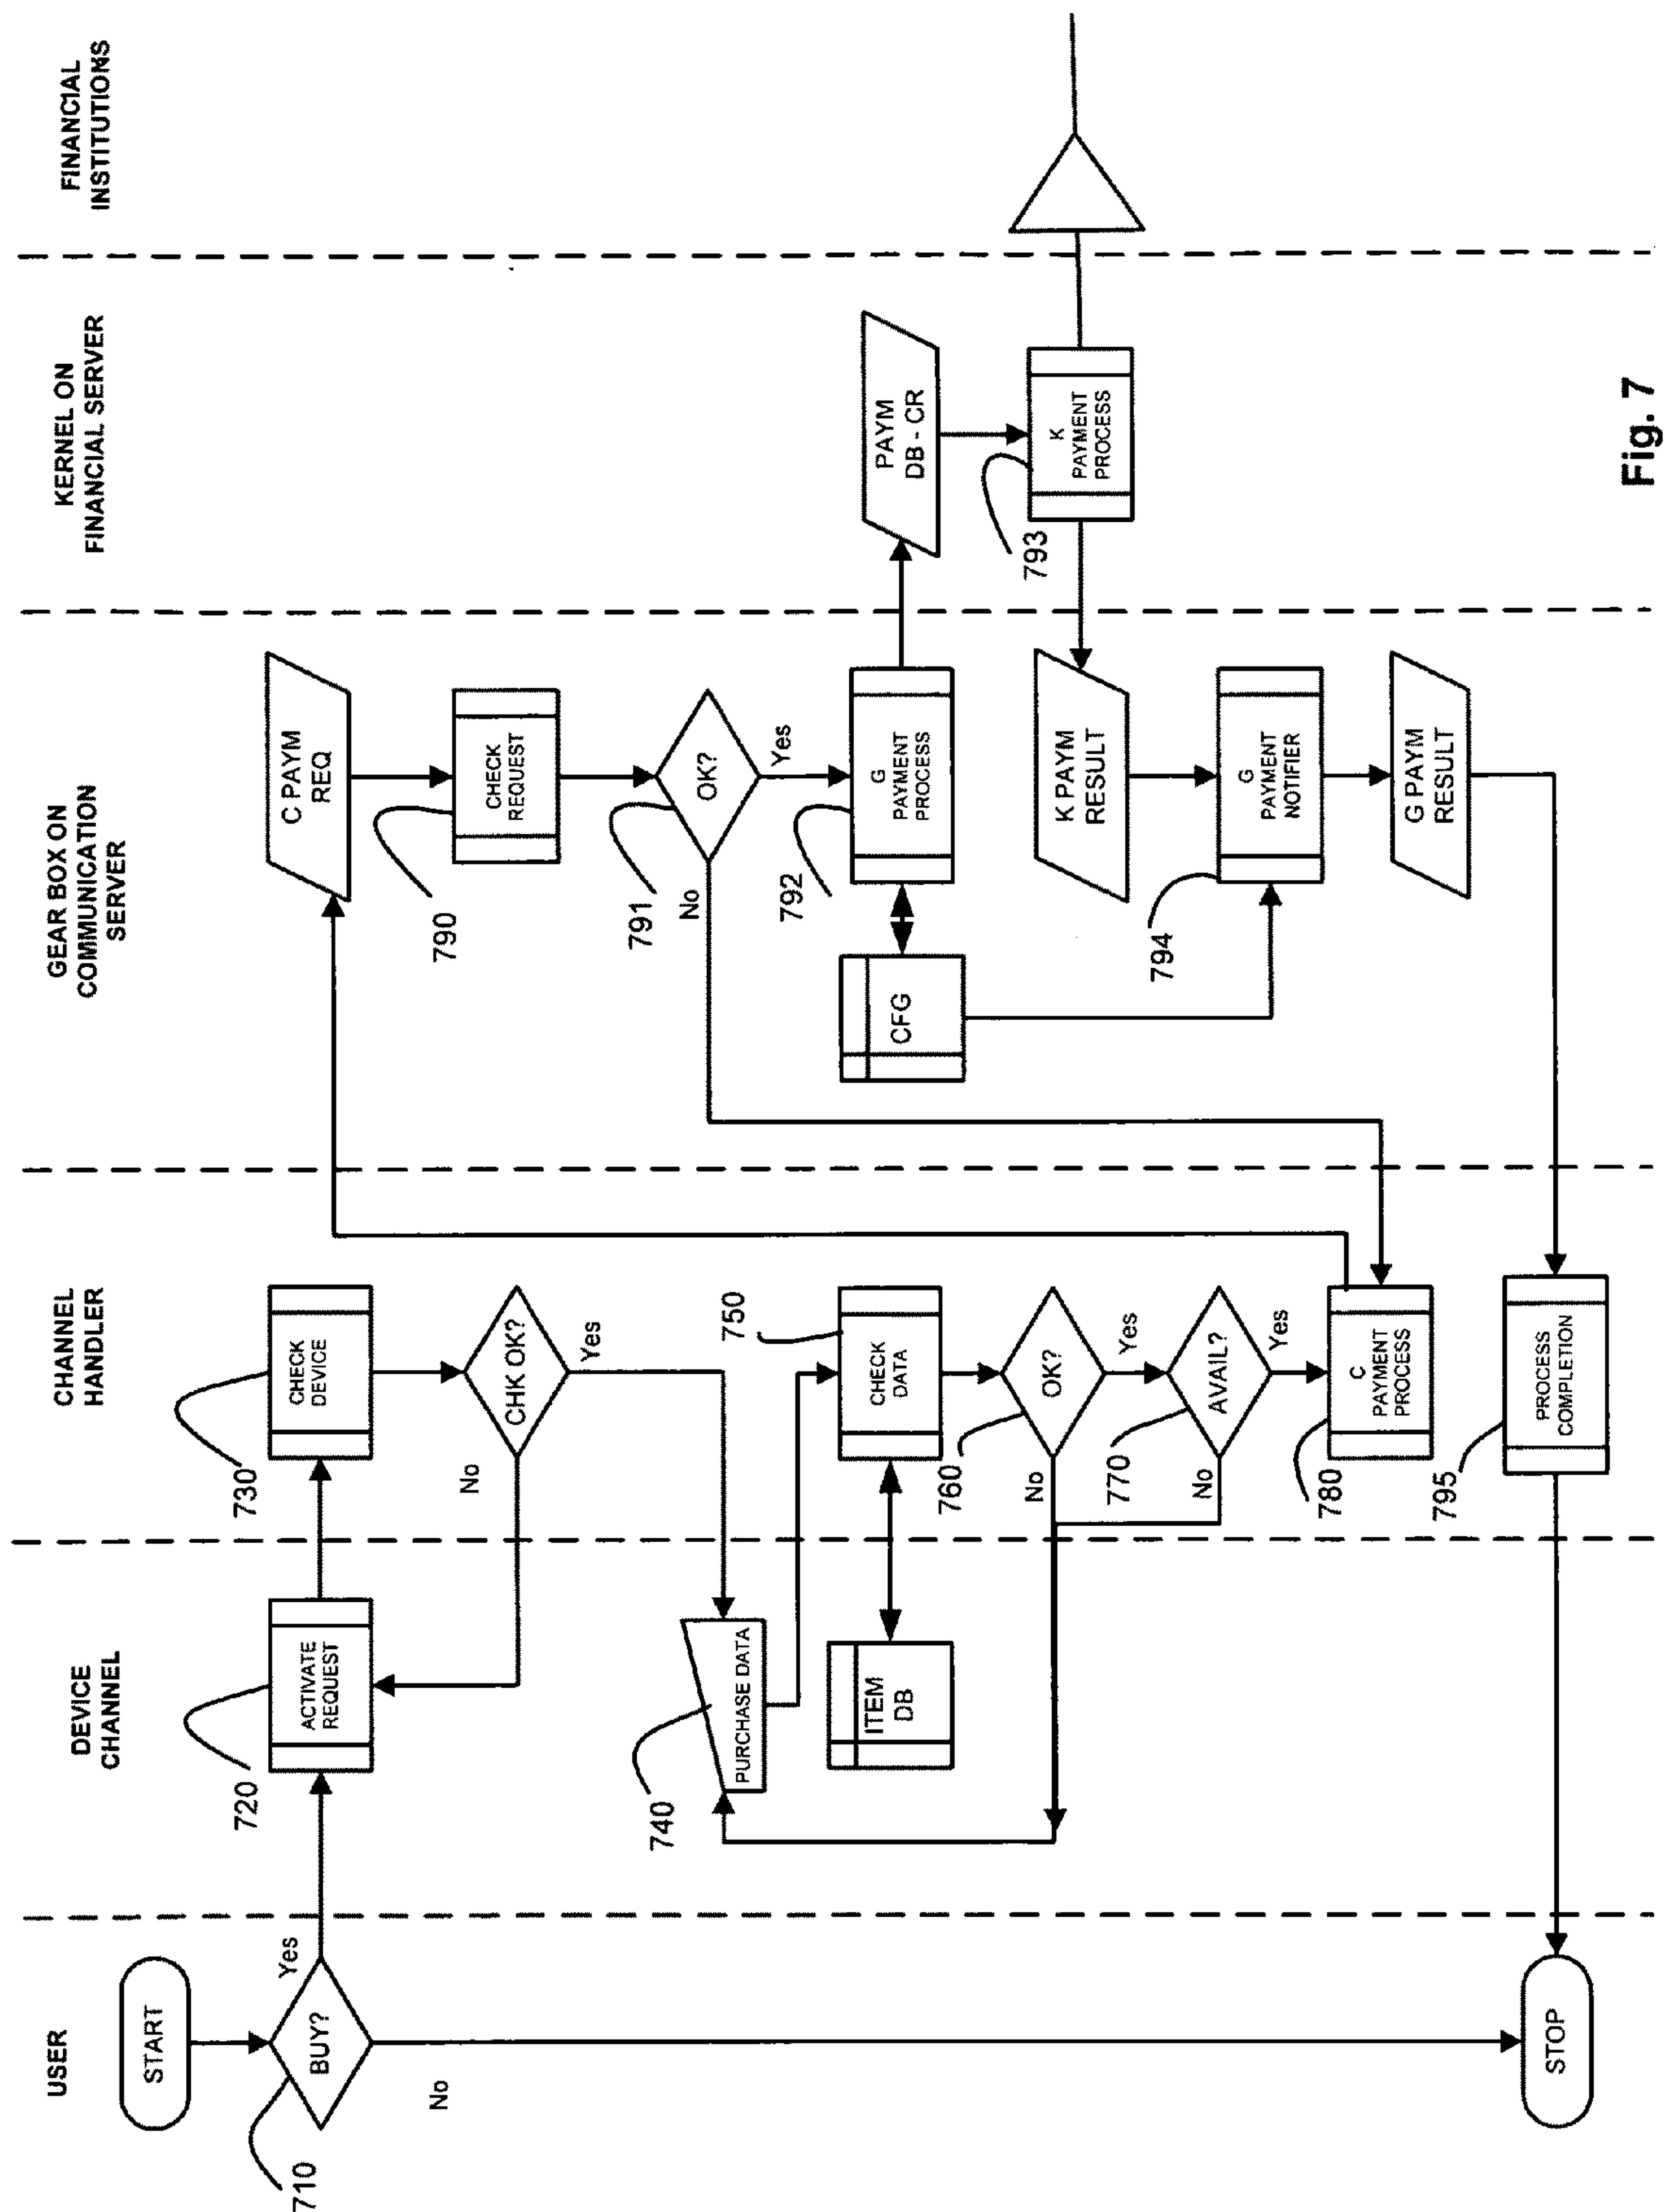 USER
DEVICE
CHANNEL
CHANNEL
HANDLER
GEAR BOX ON
COMMUNICATION
SERVER
KERNEL ON
FINANCIAL SERVER
FINANCIAL
INSTITUTIONS
START
BUY?
Yes
No
710
STOP
ACTIVATE
REQUEST
720
CHECK
DEVICE
730
CHK OK?
No
Yes
PURCHASE DATA
740
ITEM
DB
CHECK
DATA
750
OK?
760
No
Yes
AVAIL?
770
No
Yes
C
PAYMENT
PROCESS
780
PROCESS
COMPLETION
795
C PAYM
REQ
CHECK
REQUEST
790
OK?
791
No
Yes
G
PAYMENT
PROCESS
792
CFG
K PAYM
RESULT
G
PAYMENT
NOTIFIER
794
G PAYM
RESULT
PAYM
DB - CR
K
PAYMENT
PROCESS
793
Fig. 7